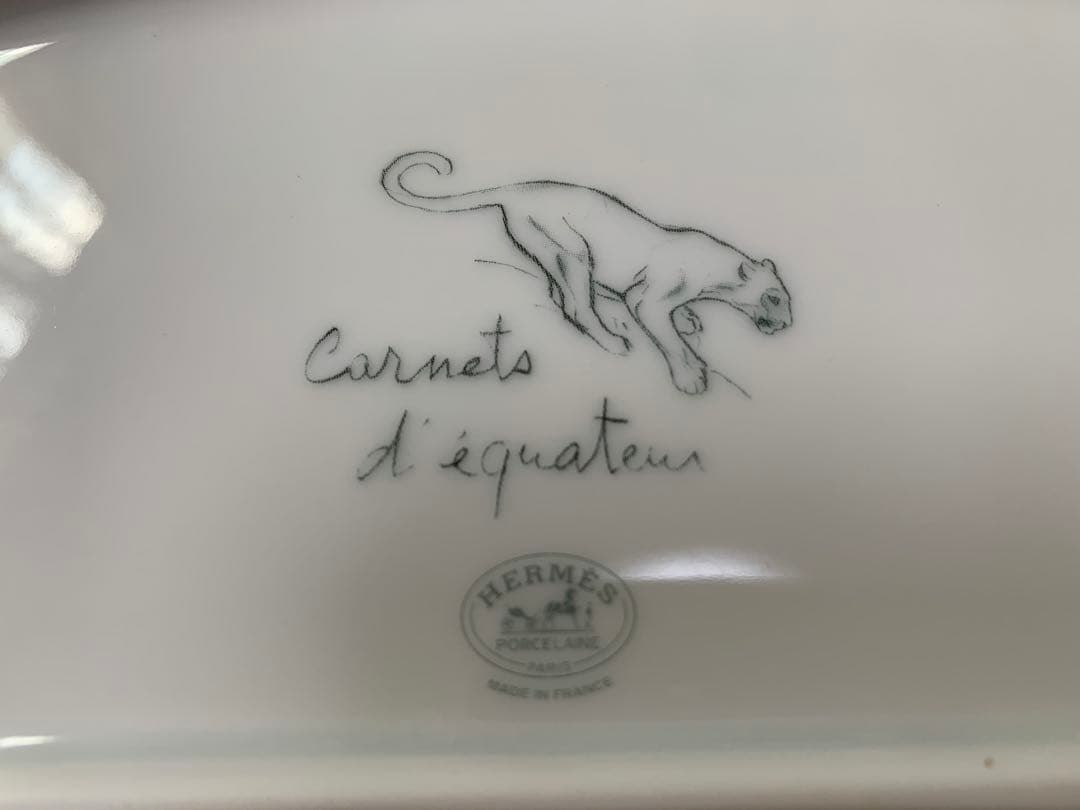 Carnets
d'équateur
HERMÈS
PORCELAINE
PARIS
MADE IN FRANCE